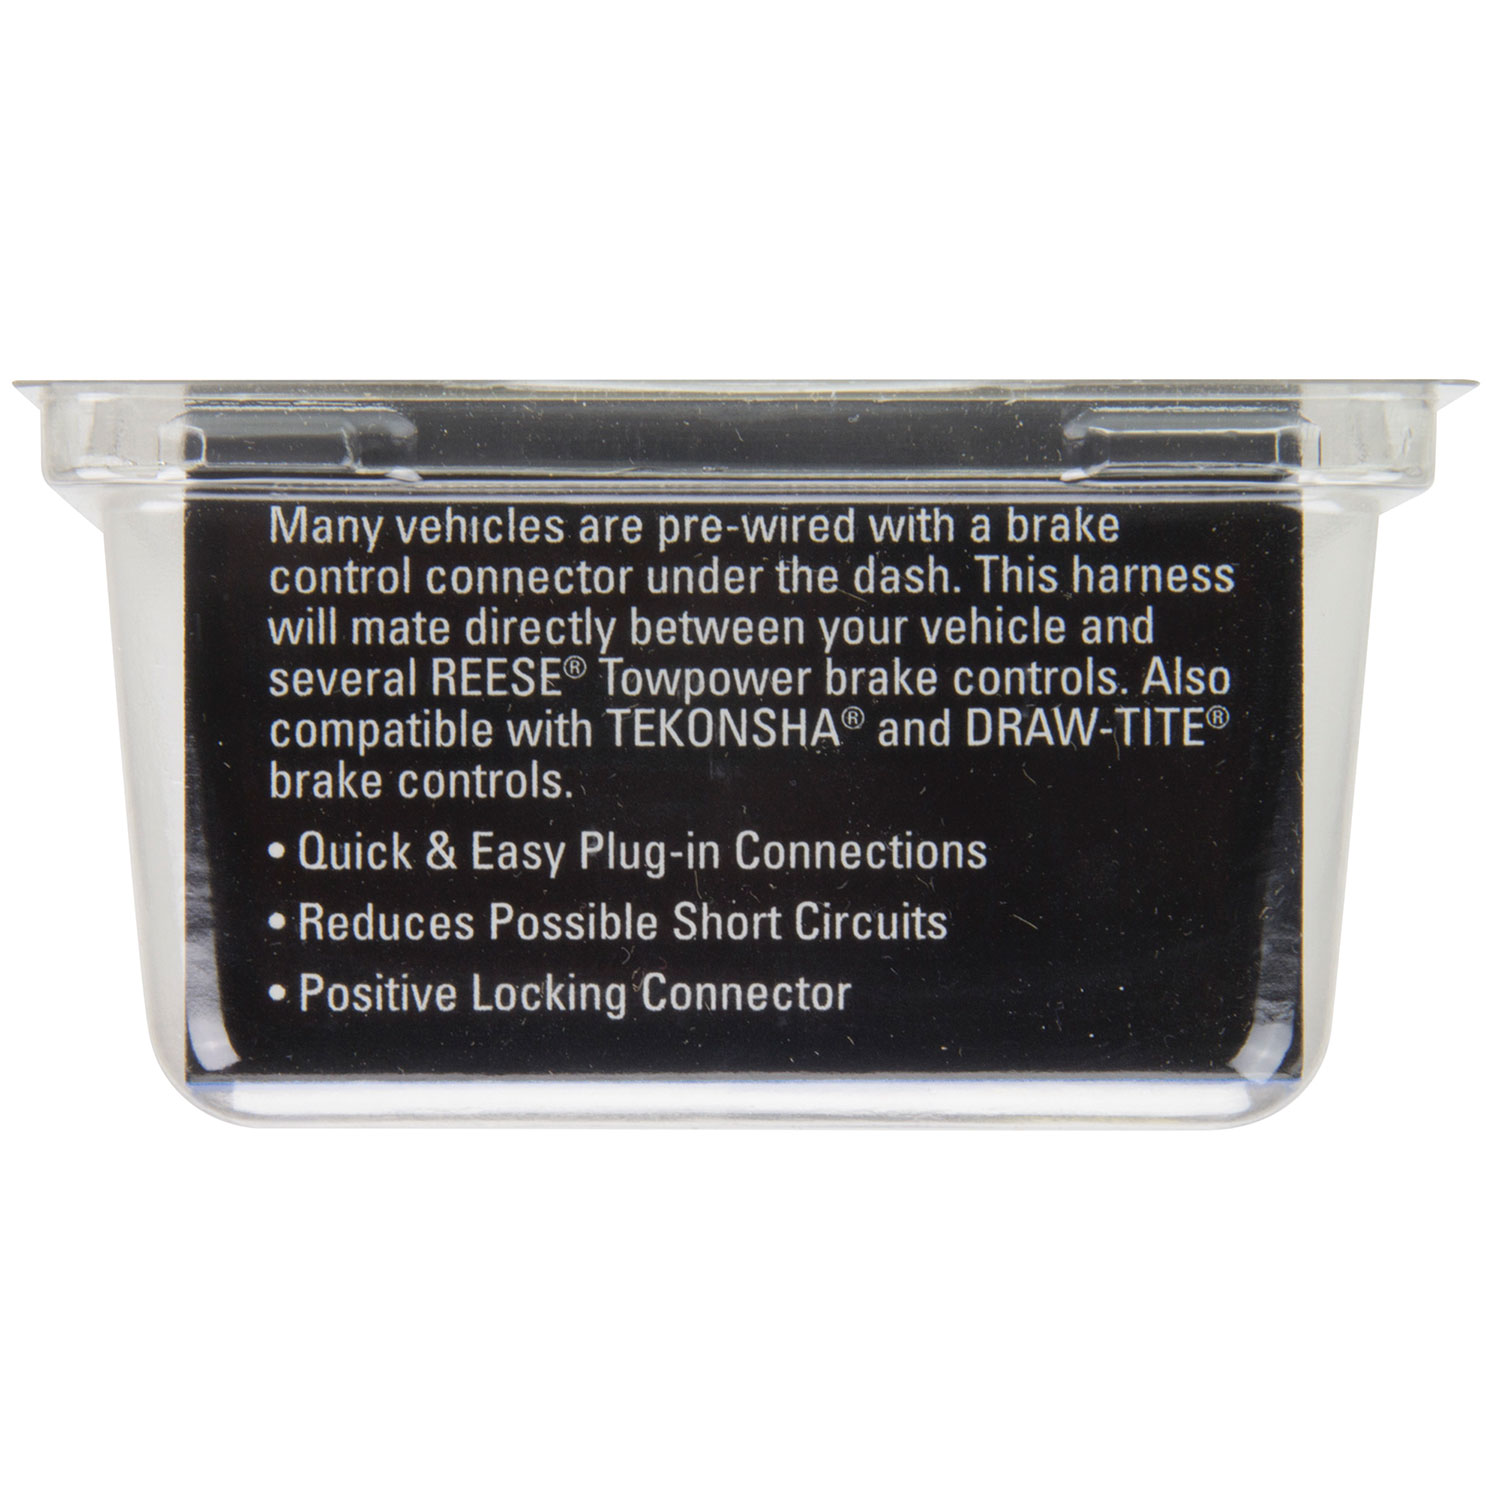 Many vehicles are pre-wired with a brake
control connector under the dash. This harness
will mate directly between your vehicle and
several REESE® Towpower brake controls. Also
compatible with TEKONSHA® and DRAW-TITE®
brake controls.
• Quick & Easy Plug-in Connections
• Reduces Possible Short Circuits
• Positive Locking Connector